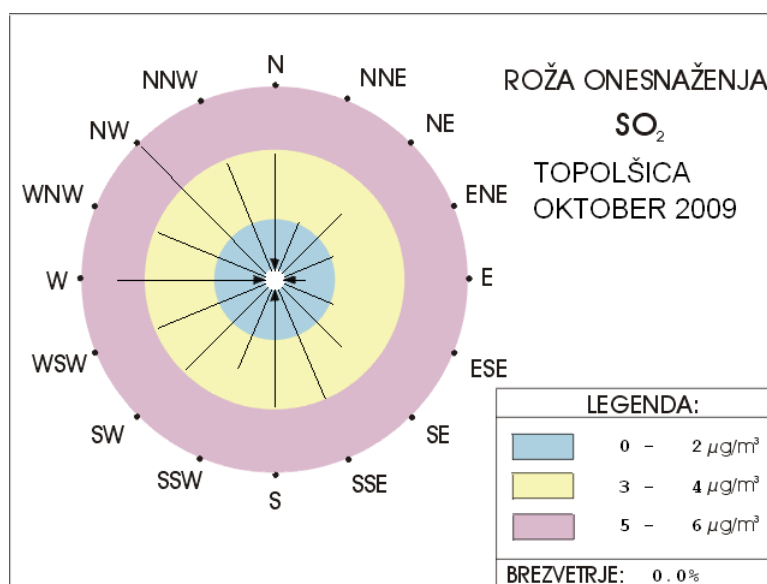 ROŽA ONESNAŽENJA
SO₂
TOPOLŠICA
OKTOBER 2009
N
NNE
NE
ENE
E
ESE
SE
SSE
S
SSW
SW
WSW
W
WNW
NW
NNW
LEGENDA:
0 - 2 µg/m³
3 - 4 µg/m³
5 - 6 µg/m³
BREZVETRJE: 0.0%